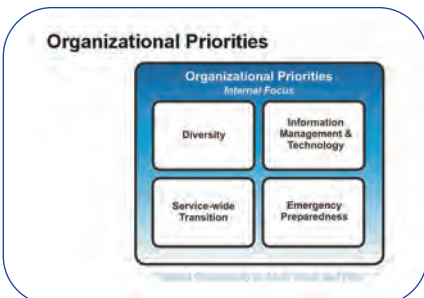 Organizational Priorities
Organizational Priorities
Internal Focus
Diversity
Information
Management &
Technology
Service-wide
Transition
Emergency
Preparedness